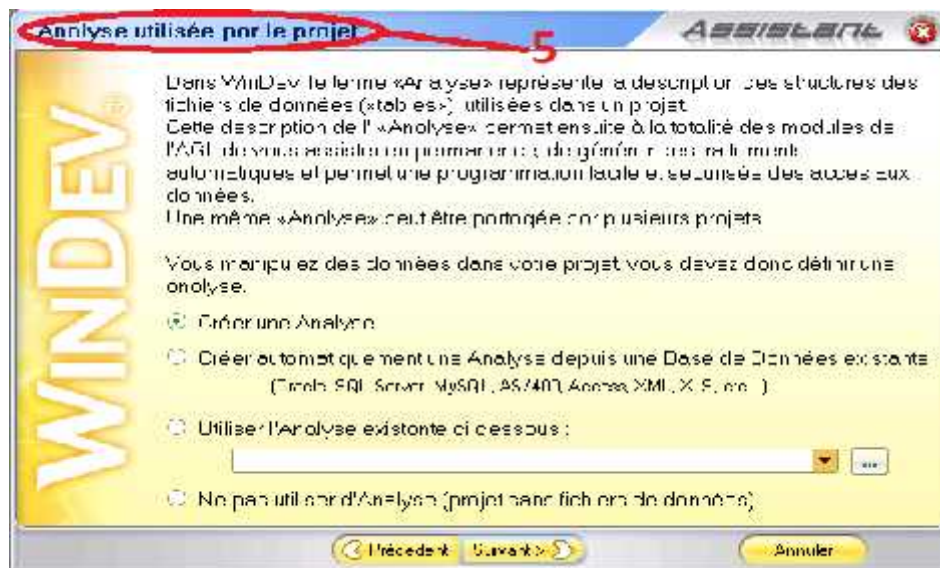 Analyse utilisée par le projet
5
Assistant
WINDEV
Dans WinDev, le terme «Analyse» représente la description des structures des
fichiers de données («tables») utilisées dans un projet.
Cette description de l' «Analyse» permet ensuite à la totalité des modules de
l'AGL de vous assister en permanence, de générer des traitements
automatiques et permet une programmation facile et sécurisée des accès aux
données.
Une même «Analyse» peut être partagée par plusieurs projets.
Vous manipulez des données dans votre projet, vous devez donc définir une
analyse.
Créer une Analyse
Créer automatiquement une Analyse depuis une Base de Données existante
(Oracle, SQL Server, MySQL, AS/400, Access, XML, XLS, etc...)
Utiliser l'Analyse existante ci dessous :
...
Ne pas utiliser d'Analyse (projet sans fichiers de données)
< Précédent
Suivant >
Annuler